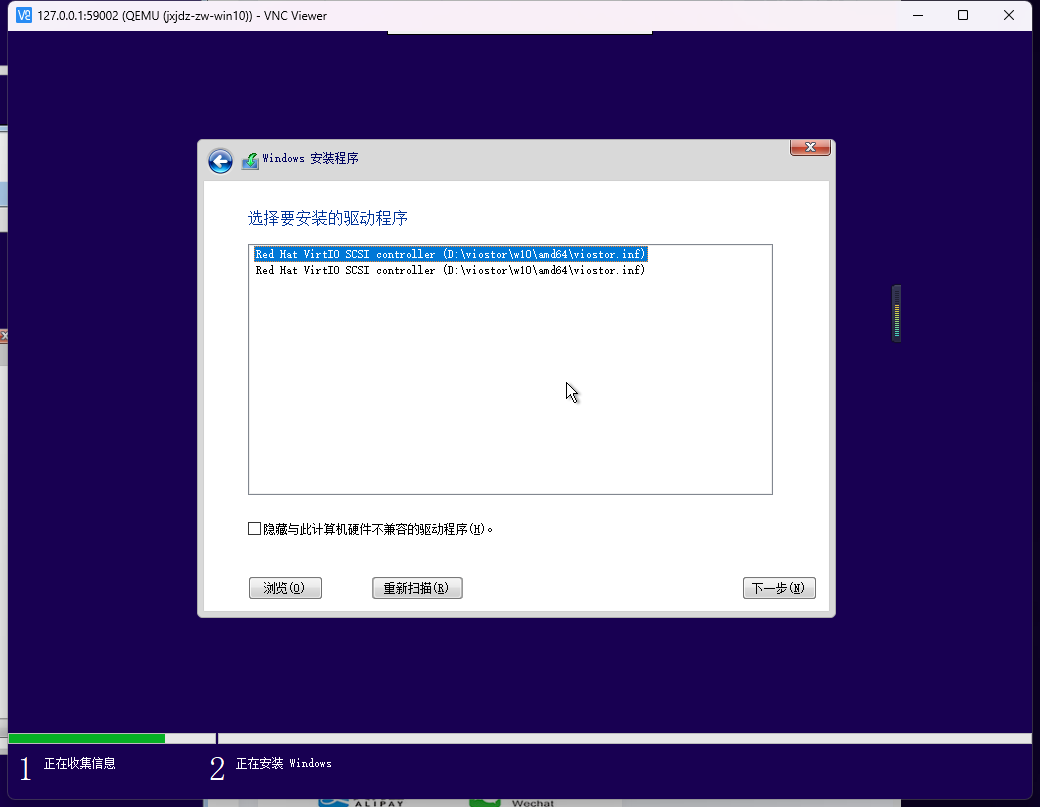 127.0.0.1:59002 (QEMU (jxjdz-zw-win10)) - VNC Viewer
Windows 安装程序
选择要安装的驱动程序
Red Hat VirtIO SCSI controller (D:\viostor\w10\amd64\viostor.inf)
Red Hat VirtIO SCSI controller (D:\viostor\w10\amd64\viostor.inf)
隐藏与此计算机硬件不兼容的驱动程序(H)。
浏览(O) 重新扫描(R) 下一步(N)
1 正在收集信息 2 正在安装 Windows
ALIPAY Wechat